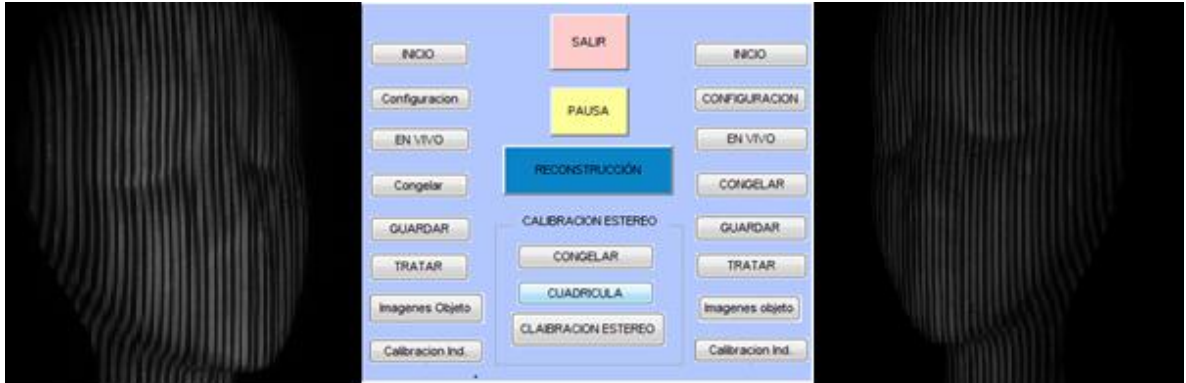 INICIO
Configuracion
EN VIVO
Congelar
GUARDAR
TRATAR
Imagenes Objeto
Calibracion Ind.
SALIR
PAUSA
RECONSTRUCCIÓN
CALIBRACION ESTEREO
CONGELAR
CUADRICULA
CLAIBRACION ESTEREO
INICIO
CONFIGURACION
EN VIVO
CONGELAR
GUARDAR
TRATAR
Imagenes objeto
Calibracion Ind.